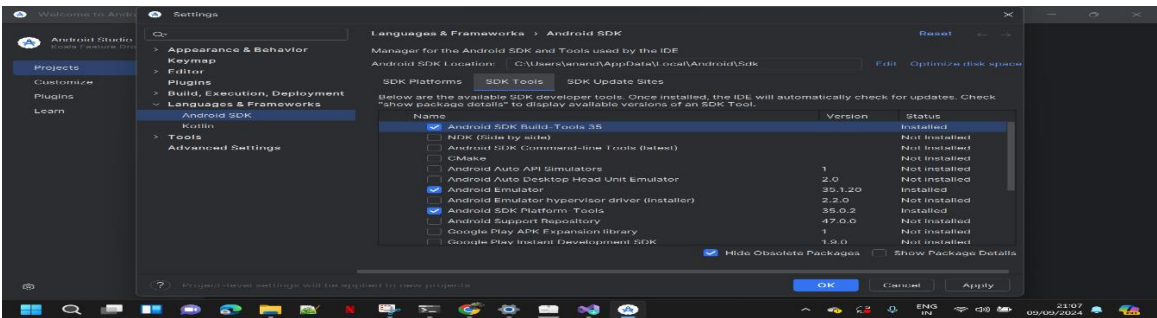 Welcome to Andr
Settings
Android Studio
Koala Feature Dro
Projects
Customize
Plugins
Learn
Appearance & Behavior
Keymap
Editor
Plugins
Build, Execution, Deployment
Languages & Frameworks
Android SDK
Kotlin
Tools
Advanced Settings
Languages & Frameworks › Android SDK
Reset
Manager for the Android SDK and Tools used by the IDE
Android SDK Location: C:\Users\anand\AppData\Local\Android\Sdk Edit Optimize disk space
SDK Platforms SDK Tools SDK Update Sites
Below are the available SDK developer tools. Once installed, the IDE will automatically check for updates. Check
"show package details" to display available versions of an SDK Tool.
Name Version Status
Android SDK Build-Tools 35 Installed
NDK (Side by side) Not Installed
Android SDK Command-line Tools (latest) Not Installed
CMake Not Installed
Android Auto API Simulators 1 Not installed
Android Auto Desktop Head Unit Emulator 2.0 Not installed
Android Emulator 35.1.20 Installed
Android Emulator hypervisor driver (installer) 2.2.0 Not installed
Android SDK Platform-Tools 35.0.2 Installed
Android Support Repository 47.0.0 Not installed
Google Play APK Expansion library 1 Not installed
Google Play Instant Development SDK 1.9.0 Not installed
Hide Obsolete Packages Show Package Details
? Project-level settings will be applied to new projects
OK Cancel Apply
ENG
IN
21:07
09/09/2024